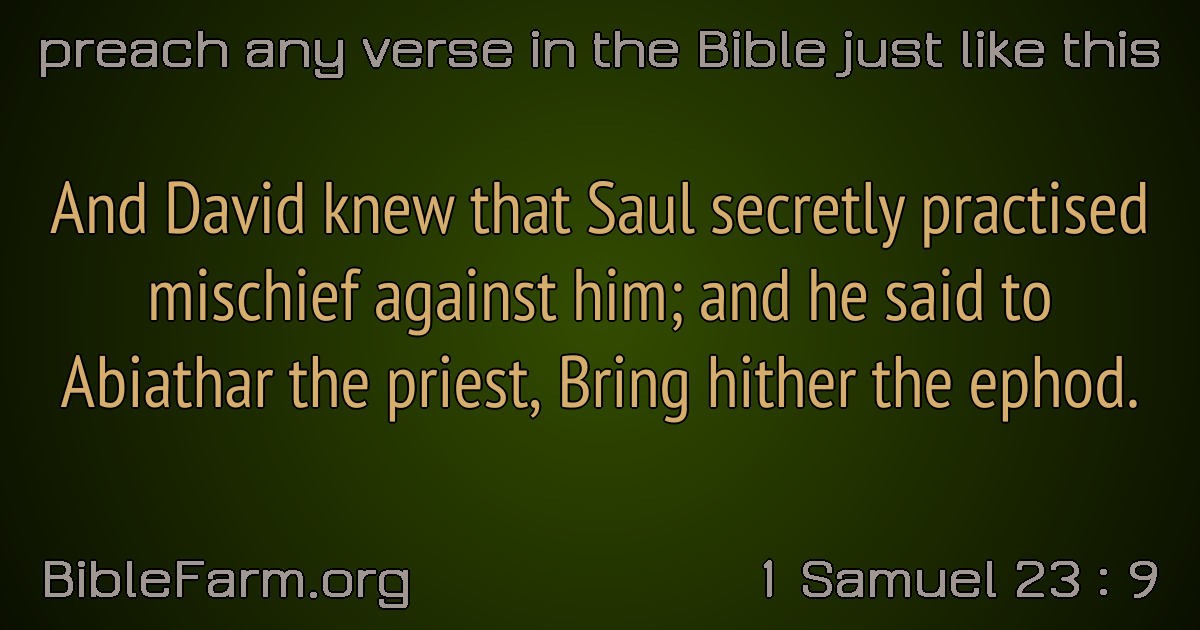 preach any verse in the Bible just like this
And David knew that Saul secretly practised
mischief against him; and he said to
Abiathar the priest, Bring hither the ephod.
BibleFarm.org
1 Samuel 23 : 9